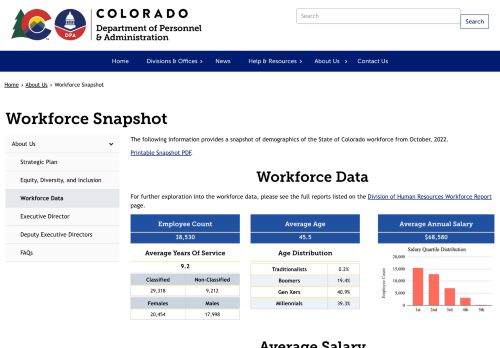 COLORADO
Department of Personnel
& Administration
C
DPA
Search
Search
Home
Divisions & Offices
News
Help & Resources
About Us
Contact Us
Home › About Us › Workforce Snapshot
Workforce Snapshot
About Us
Strategic Plan
Equity, Diversity, and Inclusion
Workforce Data
Executive Director
Deputy Executive Directors
FAQs
The following information provides a snapshot of demographics of the State of Colorado workforce from October, 2022.
Printable Snapshot PDF.
Workforce Data
For further exploration into the workforce data, please see the full reports listed on the Division of Human Resources Workforce Report
page.
Employee Count
38,530
Average Years Of Service
9.2
Classified Non-Classified
29,318 9,212
Females Males
20,454 17,998
Average Age
45.5
Age Distribution
Traditionalists 0.2%
Boomers 19.4%
Gen Xers 40.9%
Millennials 39.3%
Average Annual Salary
$68,580
Salary Quartile Distribution
Employee Count
20,000
15,000
10,000
5,000
0
1st 2nd 3rd 4th 5th
Average Salary